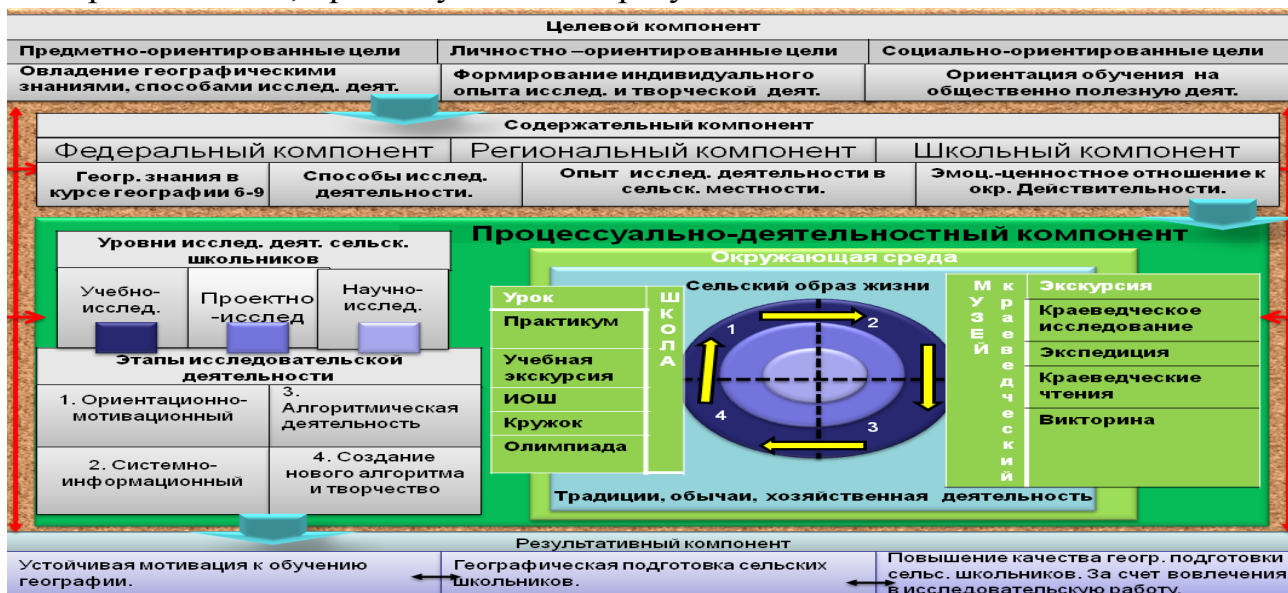 Целевой компонент
Предметно-ориентированные цели
Личностно –ориентированные цели
Социально-ориентированные цели
Овладение географическими
знаниями, способами исслед. деят.
Формирование индивидуального
опыта исслед. и творческой деят.
Ориентация обучения на
общественно полезную деят.
Содержательный компонент
Федеральный компонент
Региональный компонент
Школьный компонент
Геогр. знания в
курсе географии 6-9
Способы исслед.
деятельности.
Опыт исслед. деятельности в
сельск. местности.
Эмоц.-ценностное отношение к
окр. Действительности.
Процессуально-деятельностный компонент
Уровни исслед. деят. сельск.
школьников
Учебно-
исслед.
Проектно
-исслед
Научно-
исслед.
Этапы исследовательской
деятельности
1. Ориентационно-
мотивационный
3.
Алгоритмическая
деятельность
2. Системно-
информационный
4. Создание
нового алгоритма
и творчество
Окружающая среда
Сельский образ жизни
Урок
Практикум
Учебная
экскурсия
ИОШ
Кружок
Олимпиада
ШКОЛА
1
2
3
4
МУЗЕЙ
краеведческий
Экскурсия
Краеведческое
исследование
Экспедиция
Краеведческие
чтения
Викторина
Традиции, обычаи, хозяйственная деятельность
Результативный компонент
Устойчивая мотивация к обучению
географии.
Географическая подготовка сельских
школьников.
Повышение качества геогр. подготовки
сельс. школьников. За счет вовлечения
в исследовательскую работу.